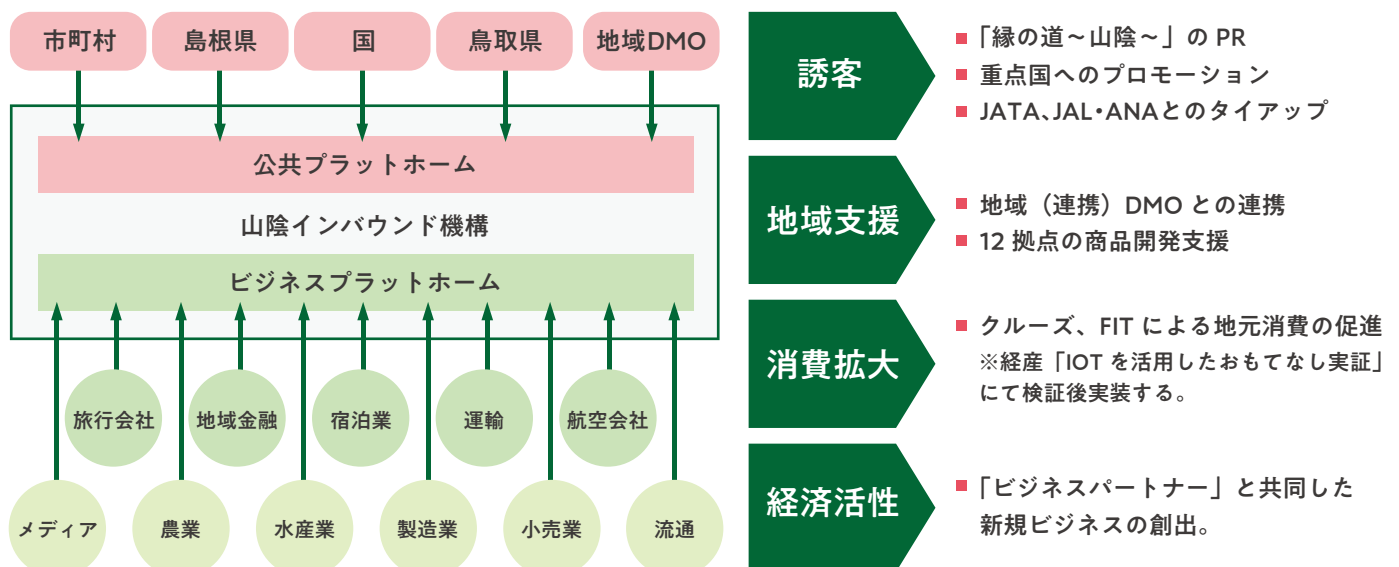 市町村
島根県
国
鳥取県
地域DMO
公共プラットホーム
山陰インバウンド機構
ビジネスプラットホーム
旅行会社
地域金融
宿泊業
運輸
航空会社
メディア
農業
水産業
製造業
小売業
流通
誘客
「縁の道～山陰～」の PR
重点国へのプロモーション
JATA、JAL・ANAとのタイアップ
地域支援
地域（連携）DMO との連携
12 拠点の商品開発支援
消費拡大
クルーズ、FIT による地元消費の促進
※経産「IOT を活用したおもてなし実証」
にて検証後実装する。
経済活性
「ビジネスパートナー」と共同した
新規ビジネスの創出。